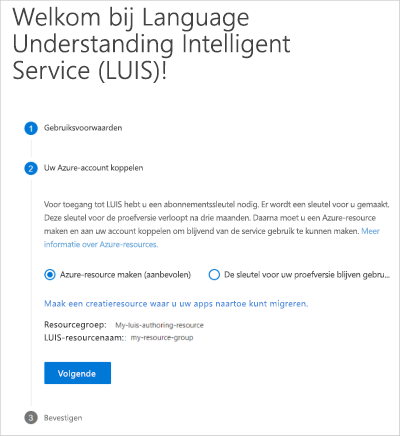 Welkom bij Language
Understanding Intelligent
Service (LUIS)!
1 Gebruiksvoorwaarden
2 Uw Azure-account koppelen
Voor toegang tot LUIS hebt u een abonnementssleutel nodig. Er wordt een sleutel voor u gemaakt.
Deze sleutel voor de proefversie verloopt na drie maanden. Daarna moet u een Azure-resource
maken en aan uw account koppelen om blijvend van de service gebruik te kunnen maken. Meer
informatie over Azure-resources.
Azure-resource maken (aanbevolen) De sleutel voor uw proefversie blijven gebru...
Maak een creatieresource waar u uw apps naartoe kunt migreren.
Resourcegroep: My-luis-authoring-resource
LUIS-resourcenaam:: my-resource-group
Volgende
3 Bevestigen